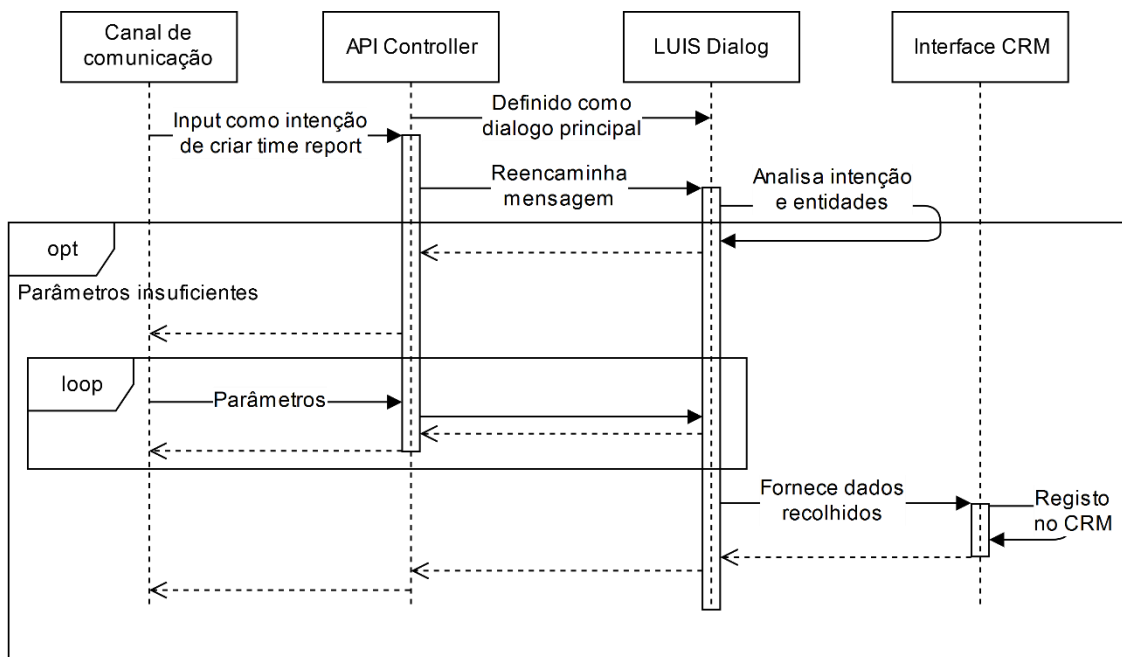 Canal de
comunicação
API Controller
LUIS Dialog
Interface CRM
Definido como
dialogo principal
Input como intenção
de criar time report
Reencaminha
mensagem
Analisa intenção
e entidades
opt
Parâmetros insuficientes
loop
Parâmetros
Fornece dados
recolhidos
Registo
no CRM